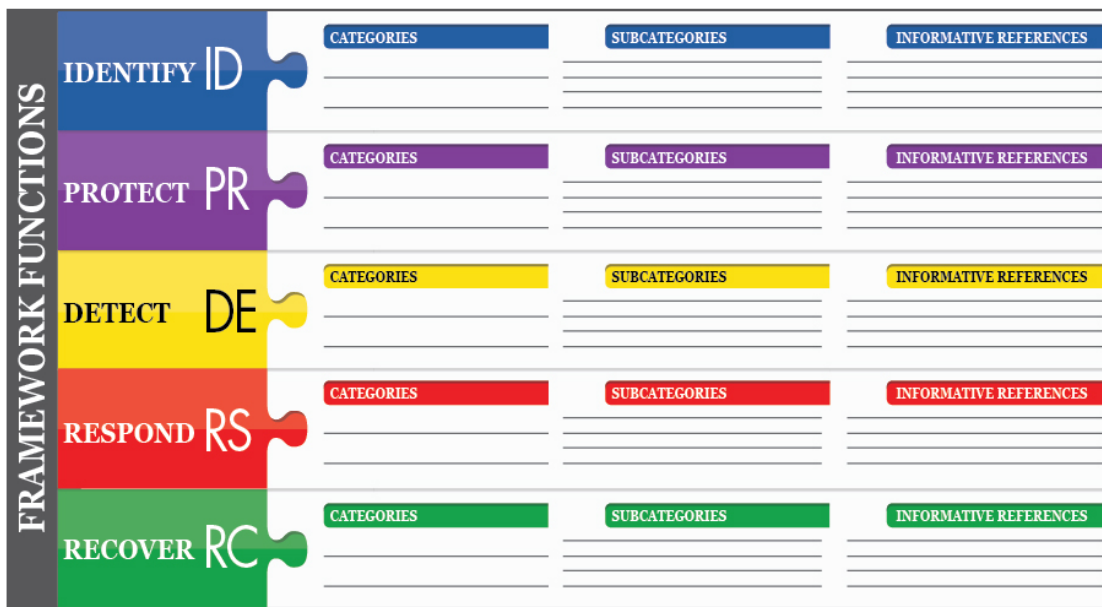 FRAMEWORK FUNCTIONS
IDENTIFY ID
CATEGORIES
SUBCATEGORIES
INFORMATIVE REFERENCES
PROTECT PR
CATEGORIES
SUBCATEGORIES
INFORMATIVE REFERENCES
DETECT DE
CATEGORIES
SUBCATEGORIES
INFORMATIVE REFERENCES
RESPOND RS
CATEGORIES
SUBCATEGORIES
INFORMATIVE REFERENCES
RECOVER RC
CATEGORIES
SUBCATEGORIES
INFORMATIVE REFERENCES